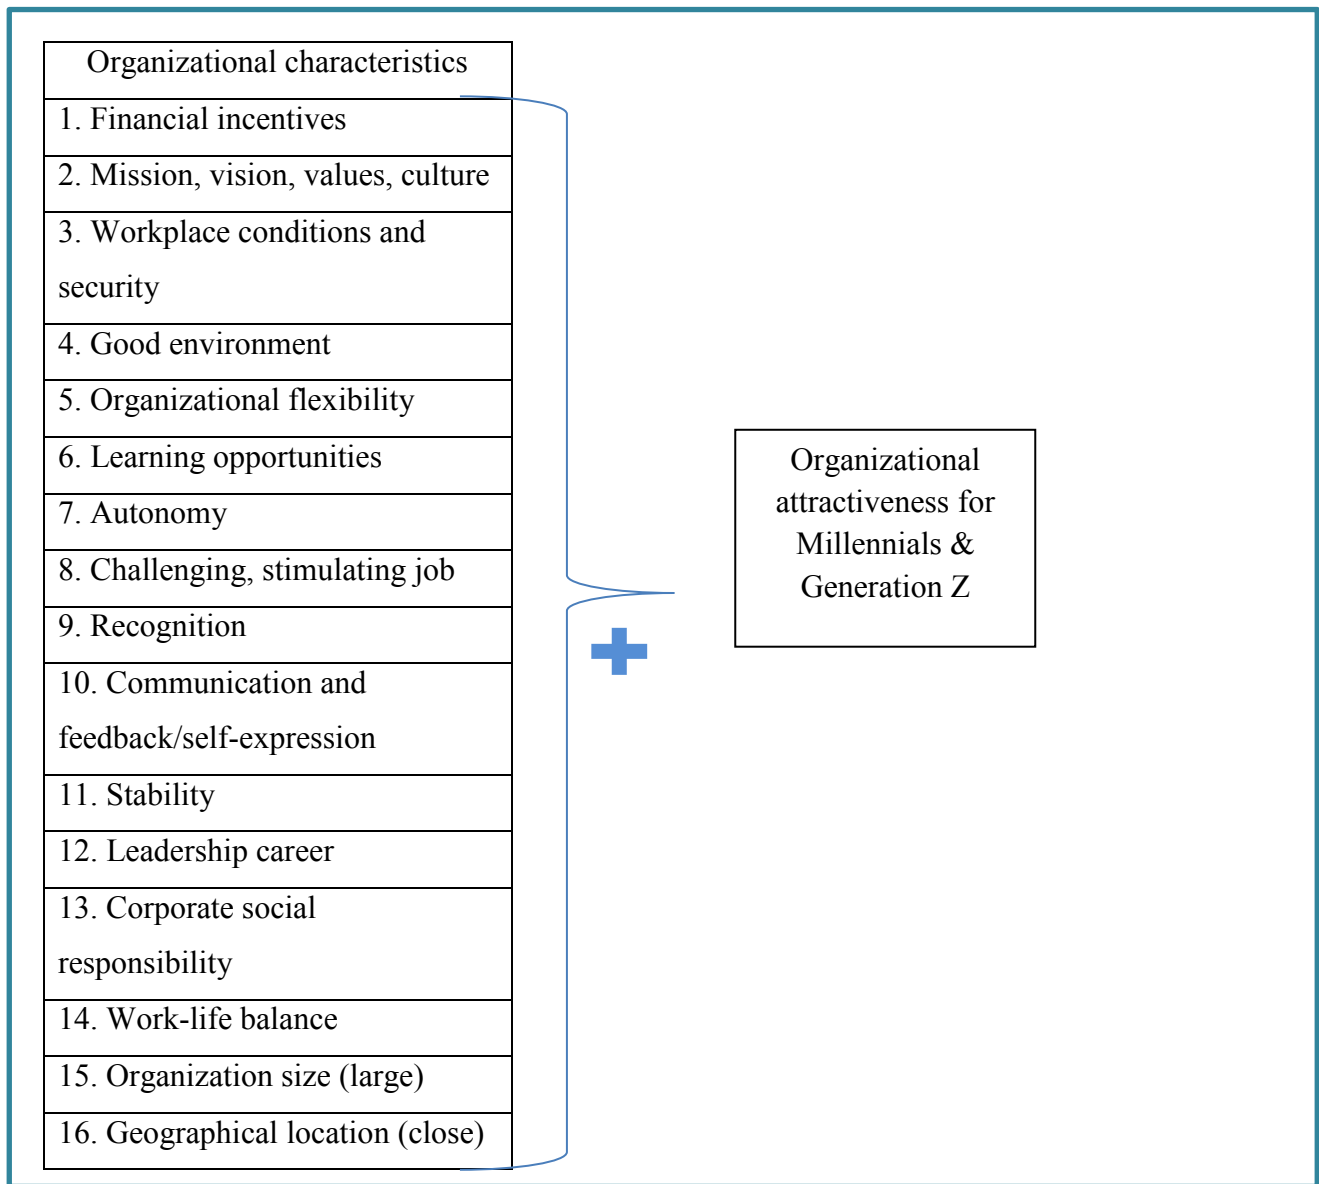 Organizational characteristics
1. Financial incentives
2. Mission, vision, values, culture
3. Workplace conditions and
security
4. Good environment
5. Organizational flexibility
6. Learning opportunities
7. Autonomy
8. Challenging, stimulating job
9. Recognition
10. Communication and
feedback/self-expression
11. Stability
12. Leadership career
13. Corporate social
responsibility
14. Work-life balance
15. Organization size (large)
16. Geographical location (close)
Organizational
attractiveness for
Millennials &
Generation Z